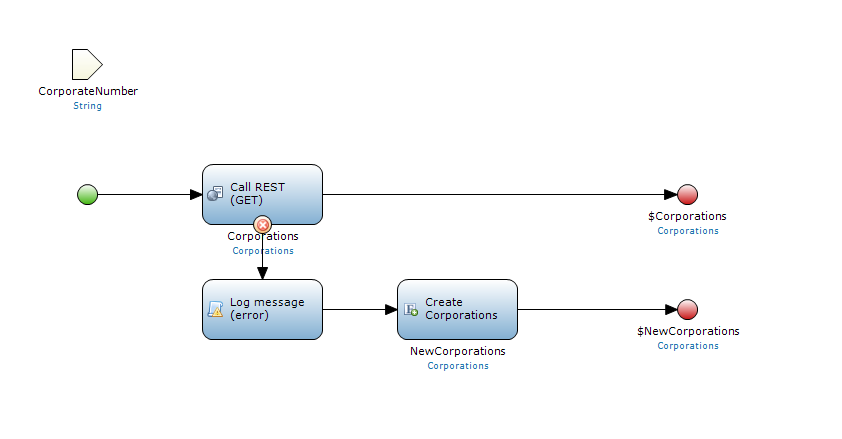 CorporateNumber
String
Call REST
(GET)
Corporations
Corporations
$Corporations
Corporations
Log message
(error)
Create
Corporations
NewCorporations
Corporations
$NewCorporations
Corporations